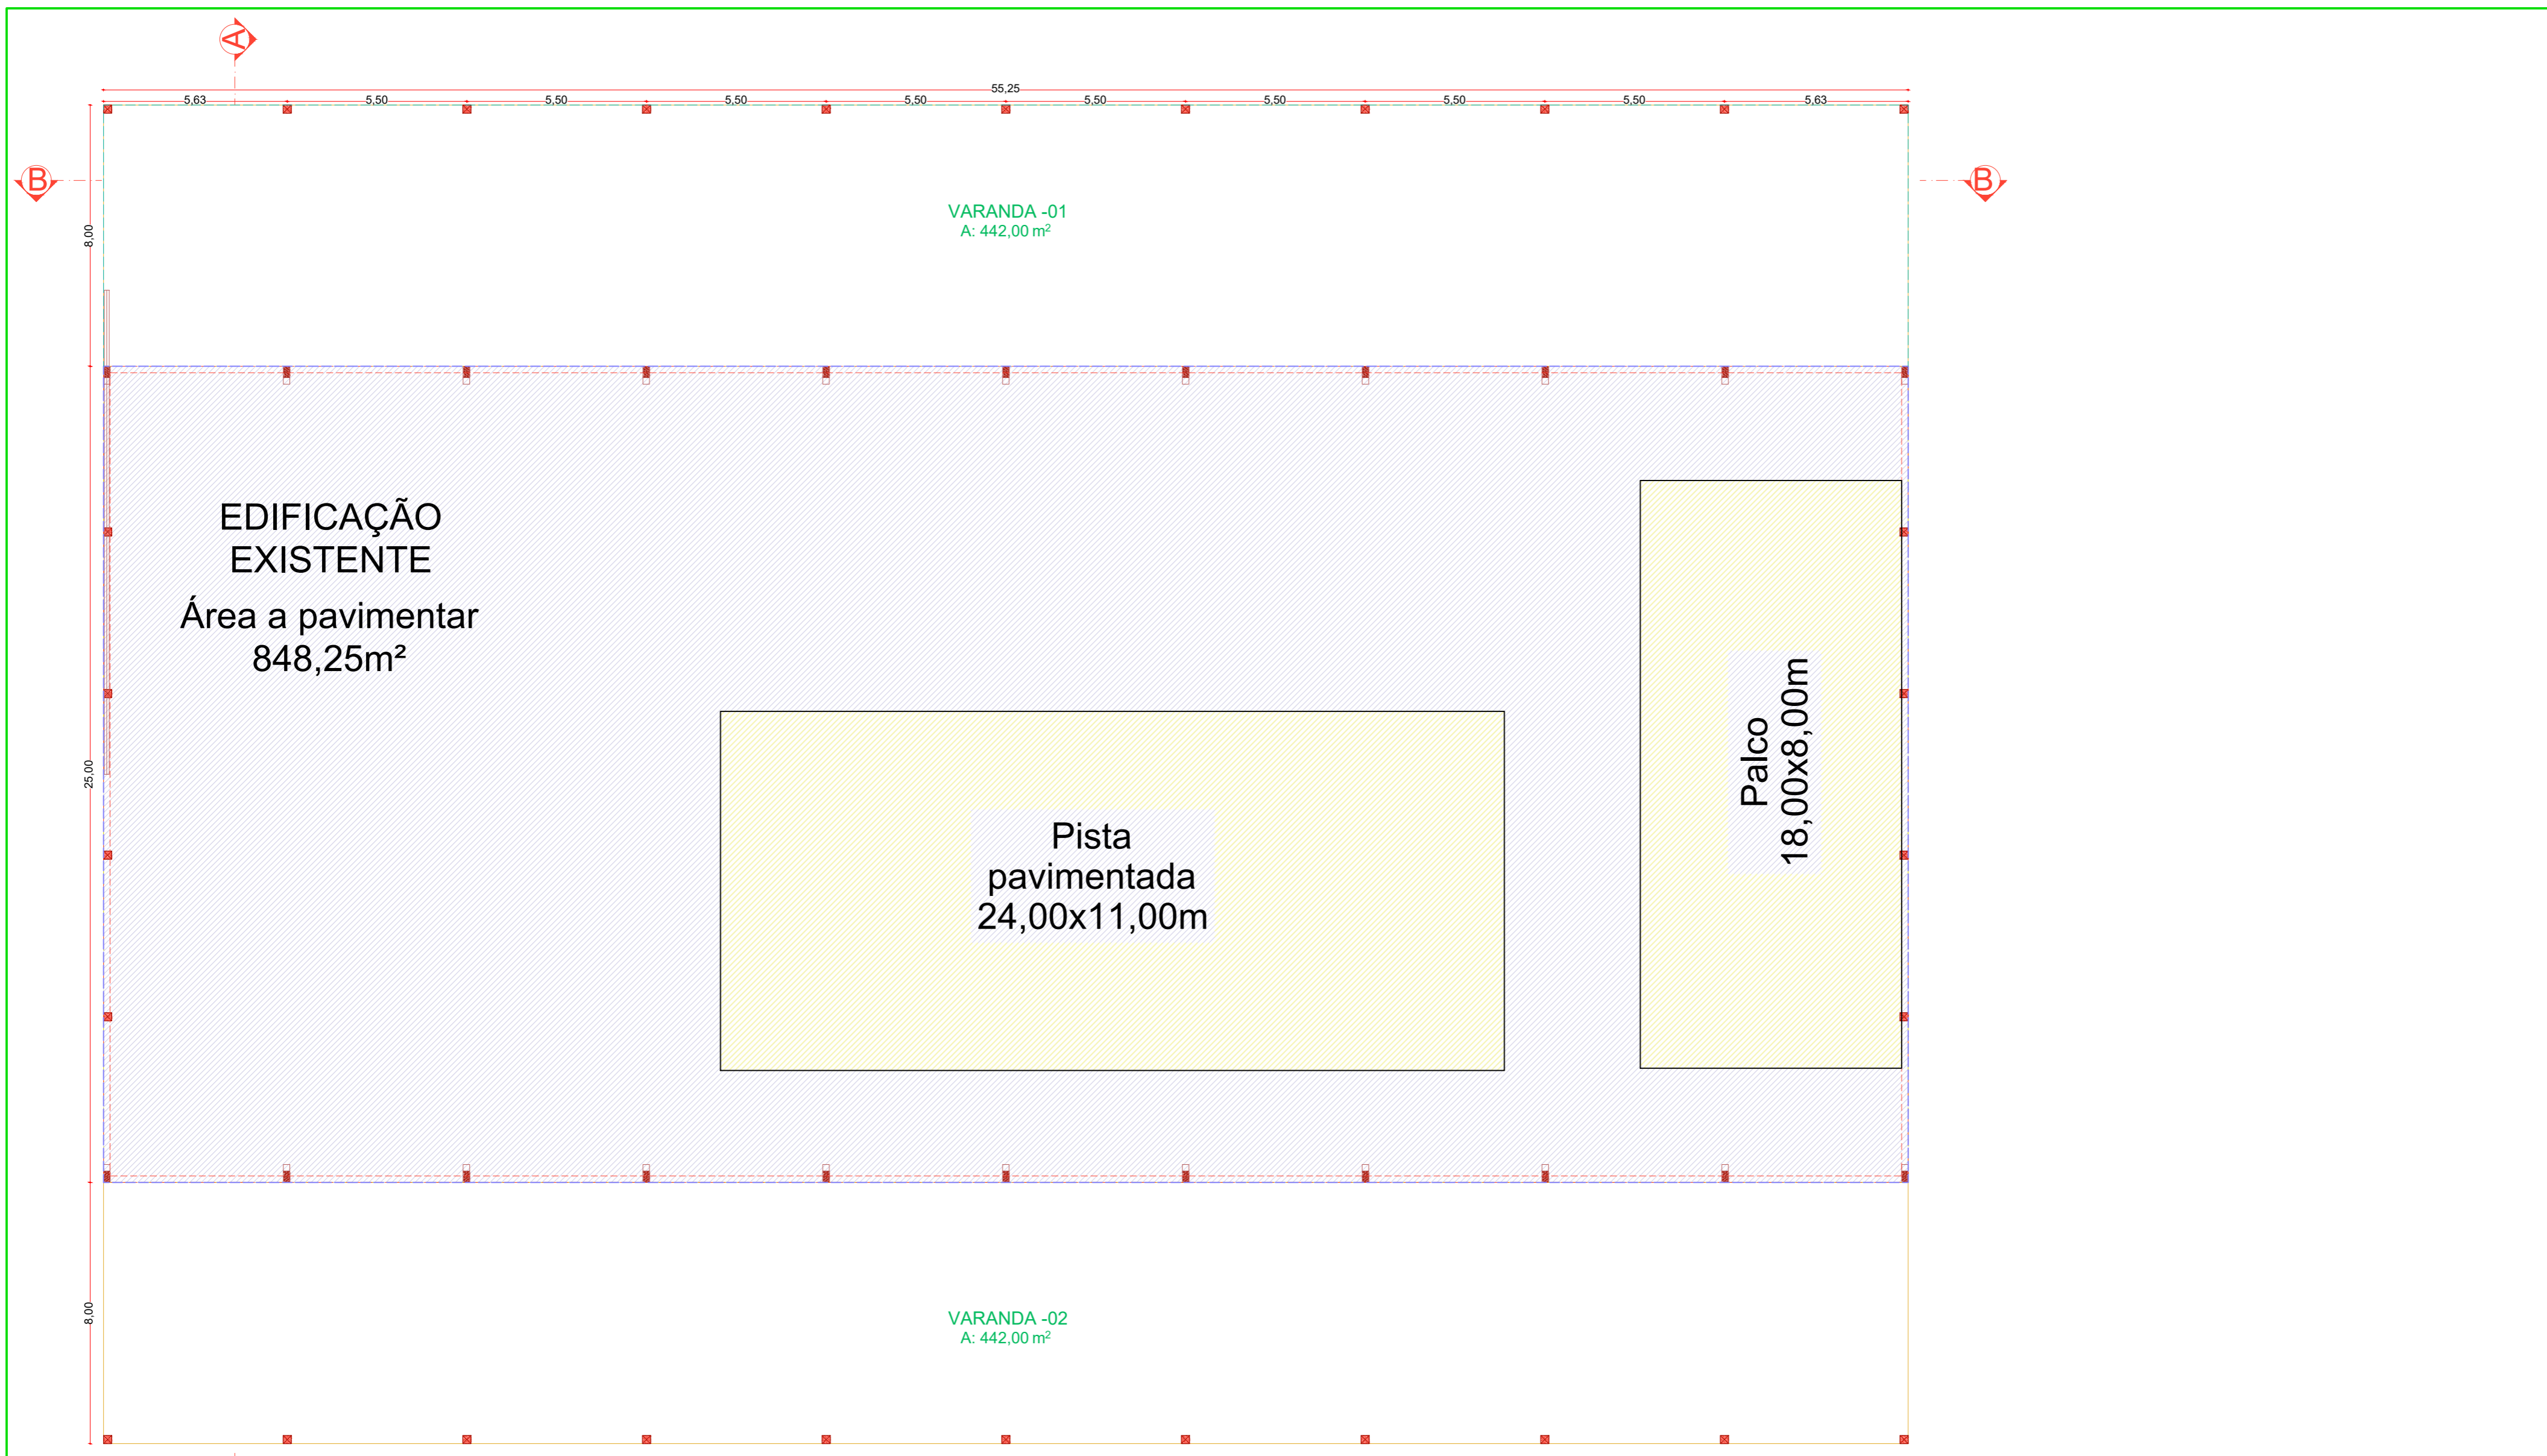 A
55,25
5,63
5,50
5,50
5,50
5,50
5,50
5,50
5,50
5,50
5,63
B
B
8,00
VARANDA -01
A: 442,00 m²
EDIFICAÇÃO
EXISTENTE
Área a pavimentar
848,25m²
25,00
Pista
pavimentada
24,00x11,00m
Palco
18,00x8,00m
8,00
VARANDA -02
A: 442,00 m²